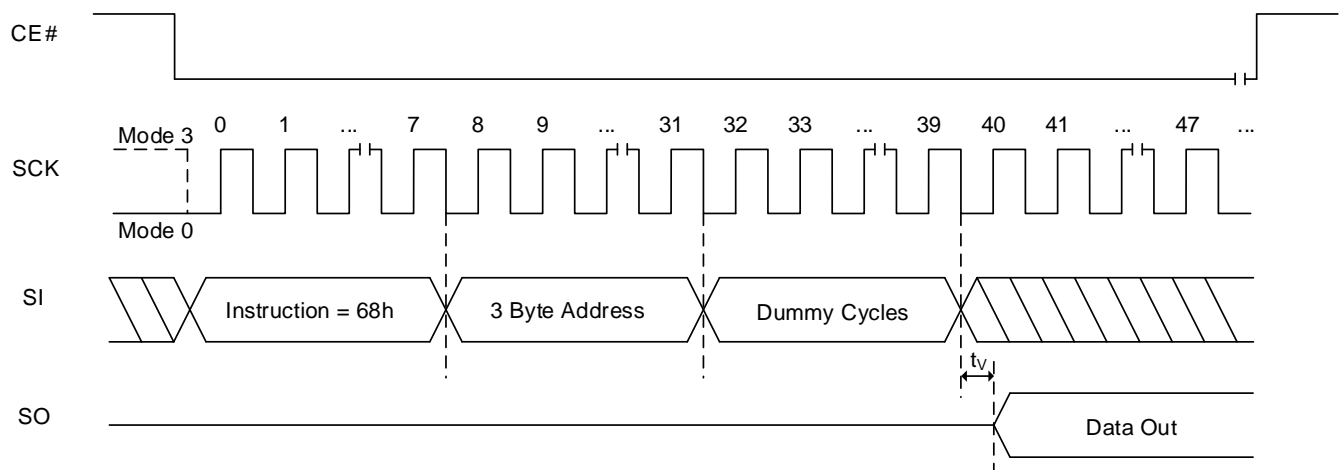 CE#
0 1 ... 7 8 9 ... 31 32 33 ... 39 40 41 ... 47 ...
Mode 3
SCK
Mode 0
SI Instruction = 68h 3 Byte Address Dummy Cycles
tV
SO Data Out